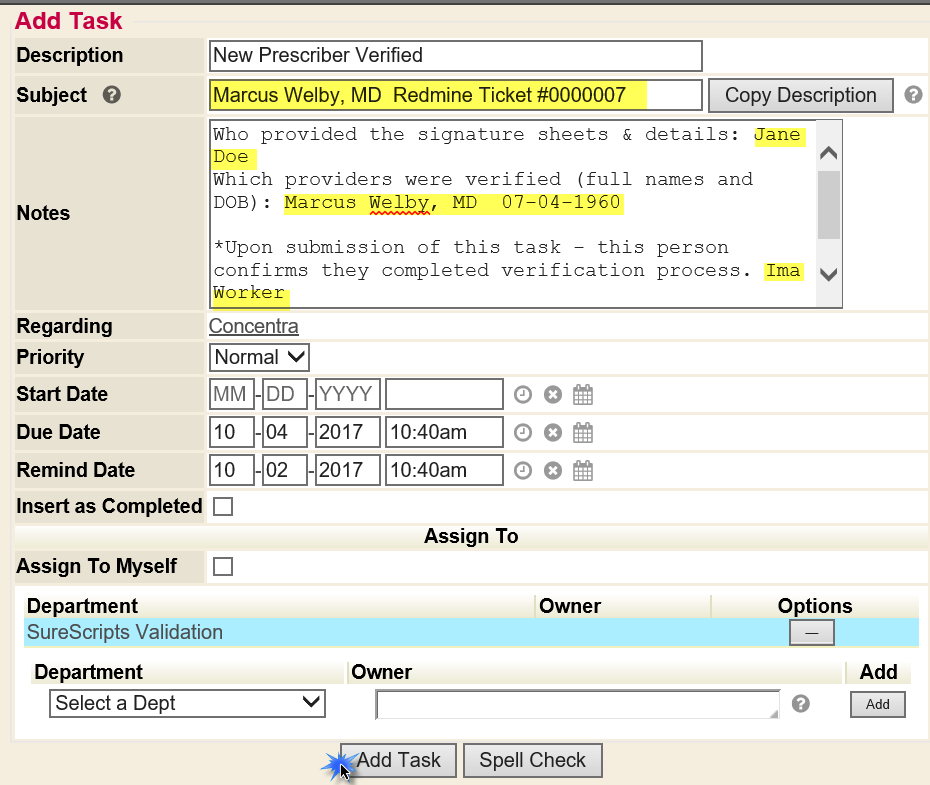 Add Task
Description New Prescriber Verified
Subject ? Marcus Welby, MD  Redmine Ticket #0000007 Copy Description ?
Notes
Who provided the signature sheets & details: Jane
Doe
Which providers were verified (full names and
DOB): Marcus Welby, MD  07-04-1960
*Upon submission of this task - this person
confirms they completed verification process. Ima
Worker
Regarding Concentra
Priority Normal
Start Date MM - DD - YYYY
Due Date 10 - 04 - 2017 10:40am
Remind Date 10 - 02 - 2017 10:40am
Insert as Completed
Assign To
Assign To Myself
Department Owner Options
SureScripts Validation —
Department Owner Add
Select a Dept ? Add
Add Task Spell Check